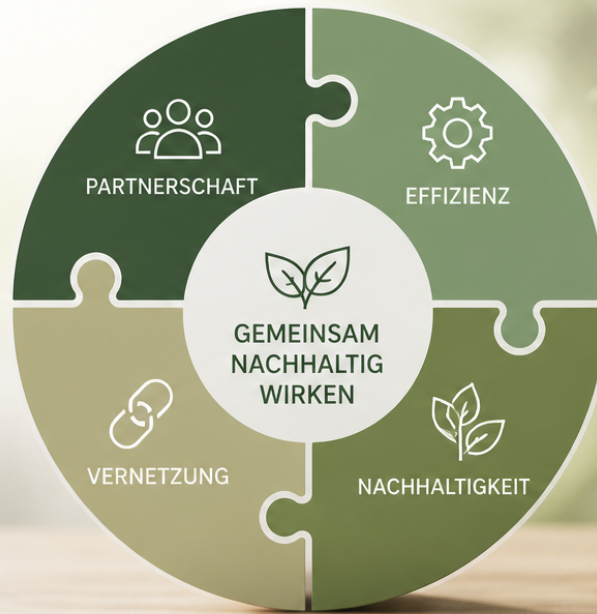 PARTNERSCHAFT
EFFIZIENZ
GEMEINSAM
NACHHALTIG
WIRKEN
VERNETZUNG
NACHHALTIGKEIT